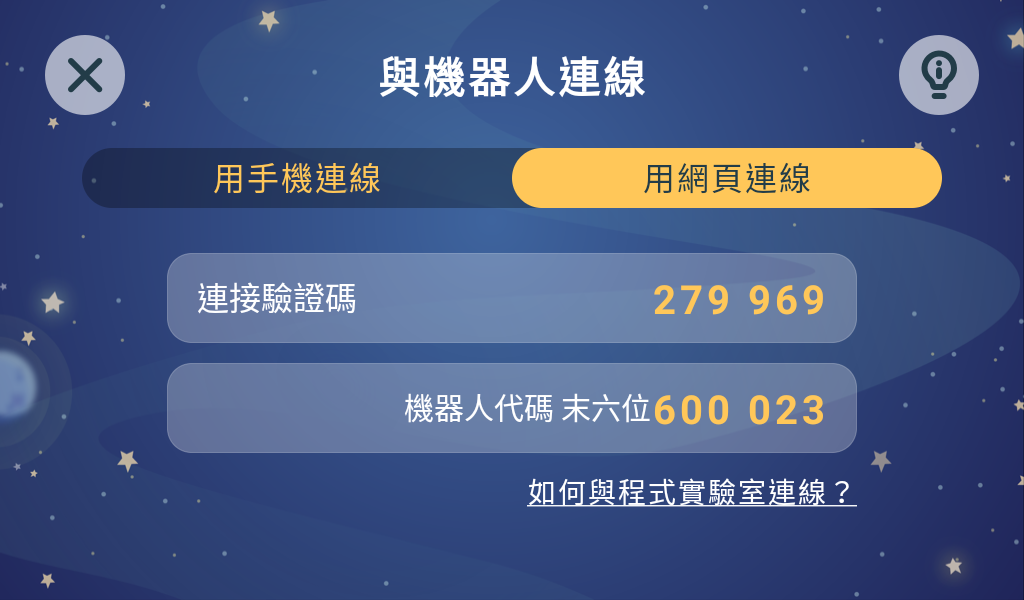 與機器人連線
用手機連線 用網頁連線
連接驗證碼 279 969
機器人代碼 末六位600 023
如何與程式實驗室連線？